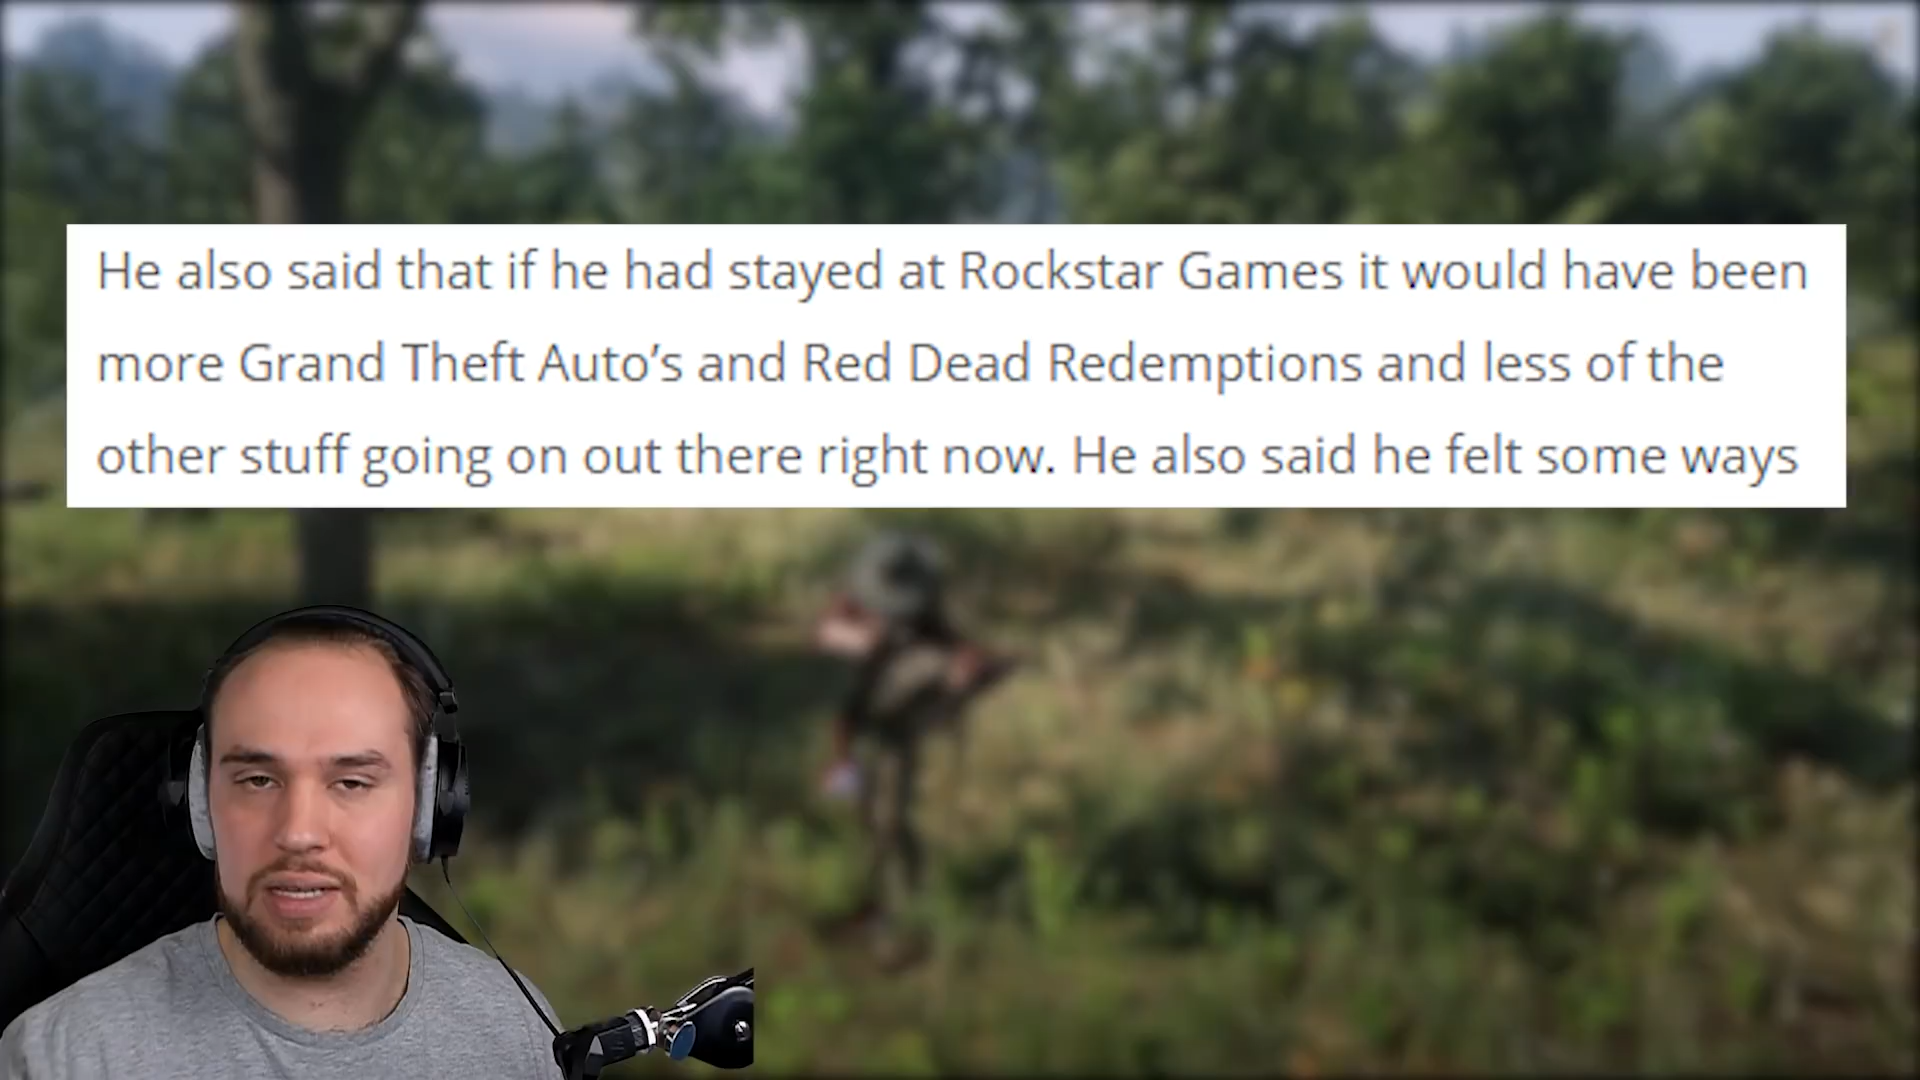 He also said that if he had stayed at Rockstar Games it would have been
more Grand Theft Auto’s and Red Dead Redemptions and less of the
other stuff going on out there right now. He also said he felt some ways